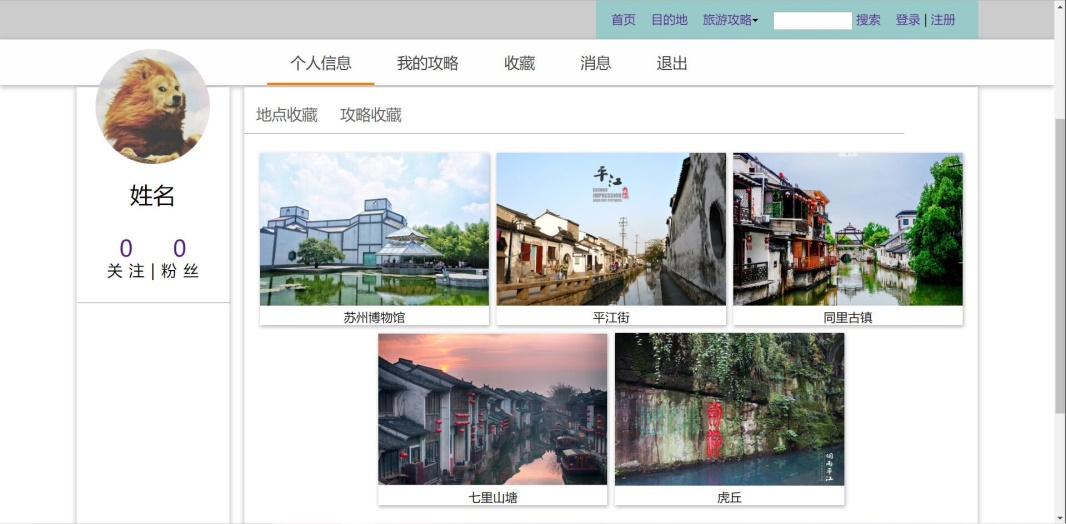 首页 目的地 旅游攻略 搜索 登录 | 注册
个人信息 我的攻略 收藏 消息 退出
地点收藏 攻略收藏
姓名
0 0
关注 | 粉丝
平江
苏州博物馆 平江街 同里古镇
七里山塘 虎丘